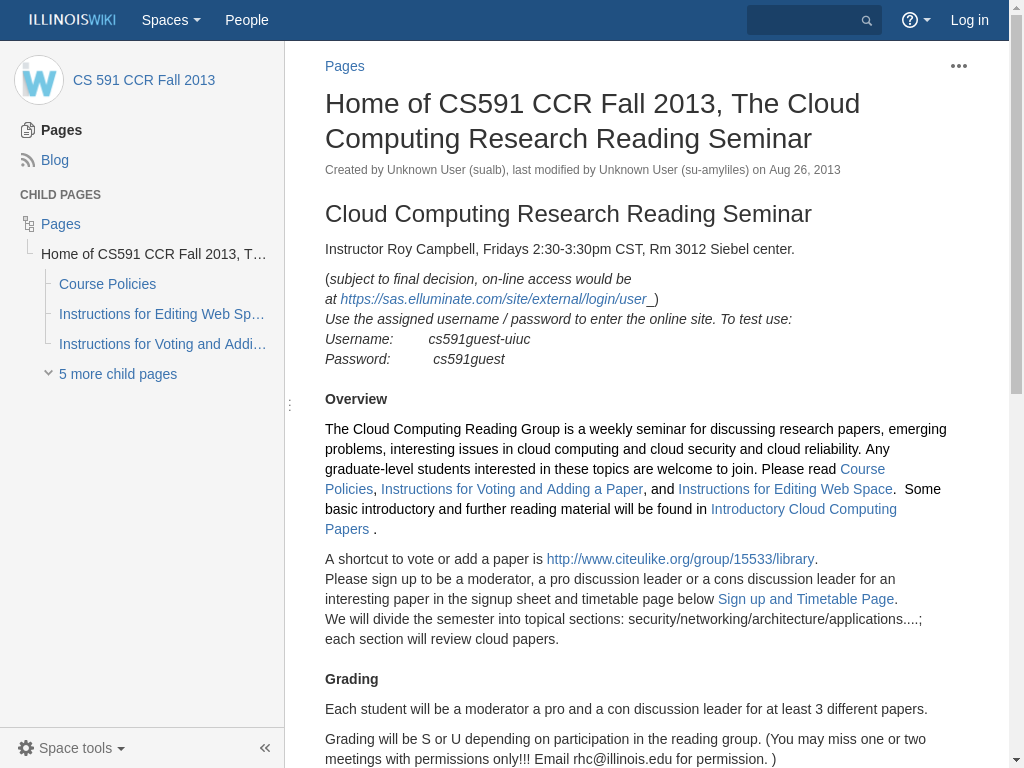 ILLINOISWIKI Spaces People Log in
CS 591 CCR Fall 2013
Pages
Blog
CHILD PAGES
Pages
Home of CS591 CCR Fall 2013, T…
Course Policies
Instructions for Editing Web Sp…
Instructions for Voting and Addi…
5 more child pages
Space tools
Pages
Home of CS591 CCR Fall 2013, The Cloud
Computing Research Reading Seminar
Created by Unknown User (sualb), last modified by Unknown User (su-amyliles) on Aug 26, 2013
Cloud Computing Research Reading Seminar
Instructor Roy Campbell, Fridays 2:30-3:30pm CST, Rm 3012 Siebel center.
(subject to final decision, on-line access would be
at https://sas.elluminate.com/site/external/login/user_)
Use the assigned username / password to enter the online site. To test use:
Username: cs591guest-uiuc
Password: cs591guest
Overview
The Cloud Computing Reading Group is a weekly seminar for discussing research papers, emerging
problems, interesting issues in cloud computing and cloud security and cloud reliability. Any
graduate-level students interested in these topics are welcome to join. Please read Course
Policies, Instructions for Voting and Adding a Paper, and Instructions for Editing Web Space. Some
basic introductory and further reading material will be found in Introductory Cloud Computing
Papers .
A shortcut to vote or add a paper is http://www.citeulike.org/group/15533/library.
Please sign up to be a moderator, a pro discussion leader or a cons discussion leader for an
interesting paper in the signup sheet and timetable page below Sign up and Timetable Page.
We will divide the semester into topical sections: security/networking/architecture/applications....;
each section will review cloud papers.
Grading
Each student will be a moderator a pro and a con discussion leader for at least 3 different papers.
Grading will be S or U depending on participation in the reading group. (You may miss one or two
meetings with permissions only!!! Email rhc@illinois.edu for permission. )